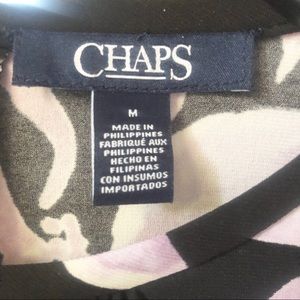 CHAPS
M
MADE IN
PHILIPPINES
FABRIQUÉ AUX
PHILIPPINES
HECHO EN
FILIPINAS
CON INSUMOS
IMPORTADOS